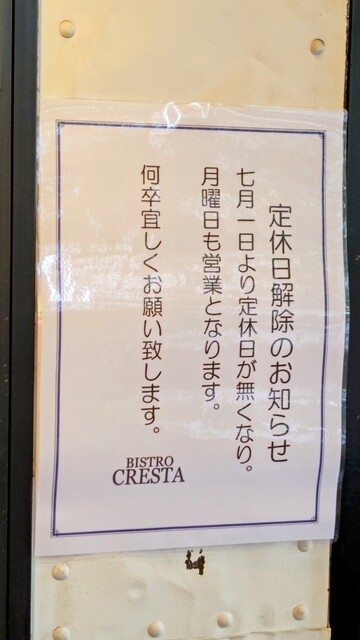 定休日解除のお知らせ
七月一日より定休日が無くなり。
月曜日も営業となります。
何卒宜しくお願い致します。
BISTRO
CRESTA